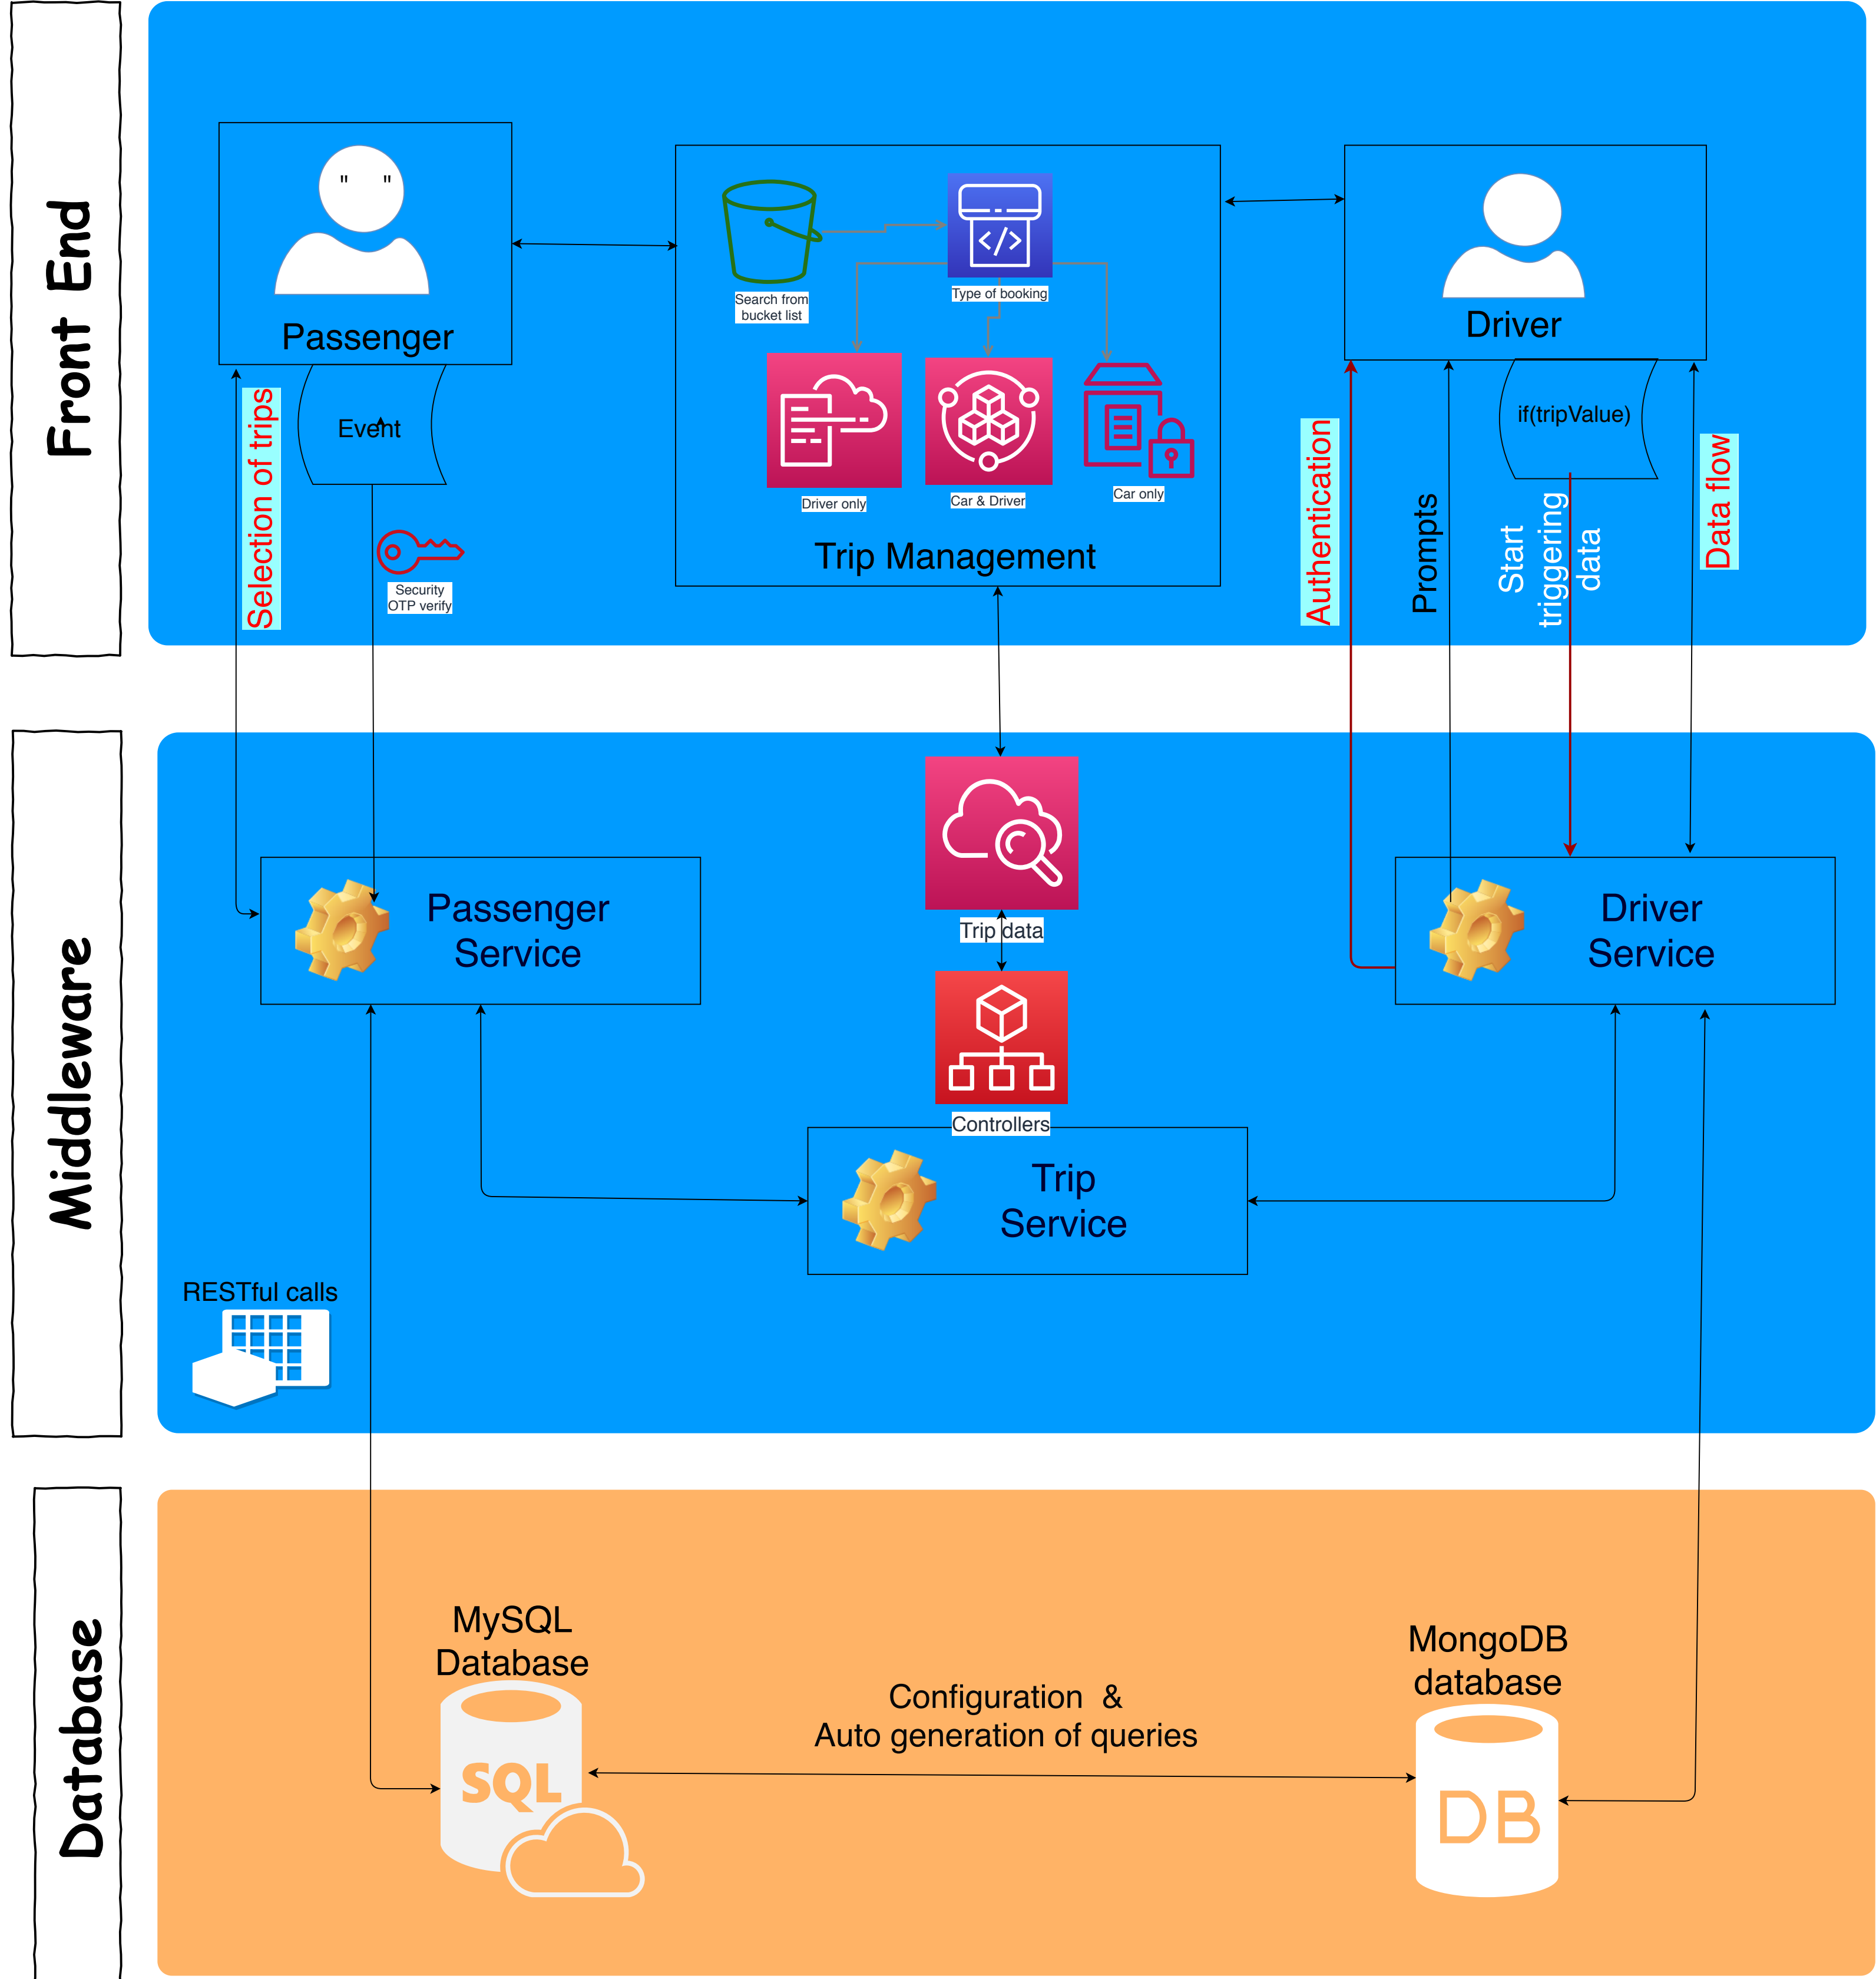 Front End
" "
Passenger
Event
Selection of trips
Security
OTP verify
Search from
bucket list
Type of booking
Driver only
Car & Driver
Car only
Trip Management
Driver
if(tripValue)
Authentication
Prompts
Start
triggering
data
Data flow
Middleware
Passenger
Service
Trip data
Controllers
Driver
Service
Trip
Service
RESTful calls
Database
MySQL
Database
SQL
Configuration &
Auto generation of queries
MongoDB
database
DB